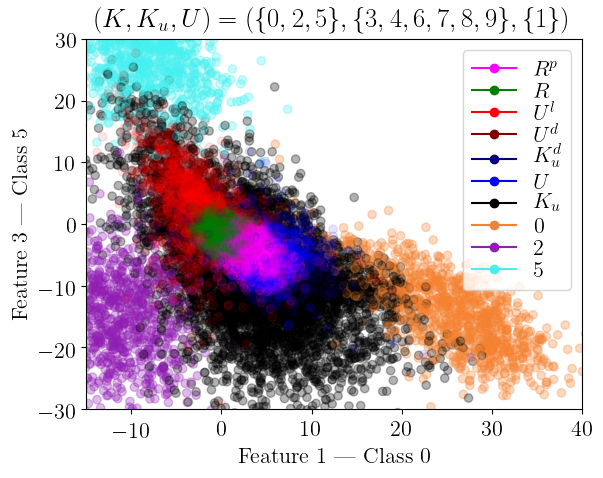 (K, K_u, U) = ({0, 2, 5}, {3, 4, 6, 7, 8, 9}, {1})
30
20
10
0
−10
−20
−30
Feature 3 — Class 5
R^p
R
U^l
U^d
K_u^d
U
K_u
0
2
5
−10
0
10
20
30
40
Feature 1 — Class 0